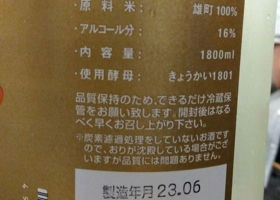 ・原料米： 雄町100%
・アルコール分： 16%
・内容量： 1800ml
・使用酵母： きょうかい1801
品質保持のため、できるだけ冷蔵保
管をお願い致します。開封後はなる
べく早くお召し上がり下さい。
※炭素濾過処理をしていないお酒です
ので、おりが沈殿している場合がござ
いますが品質には問題ありません。
製造年月 23.06